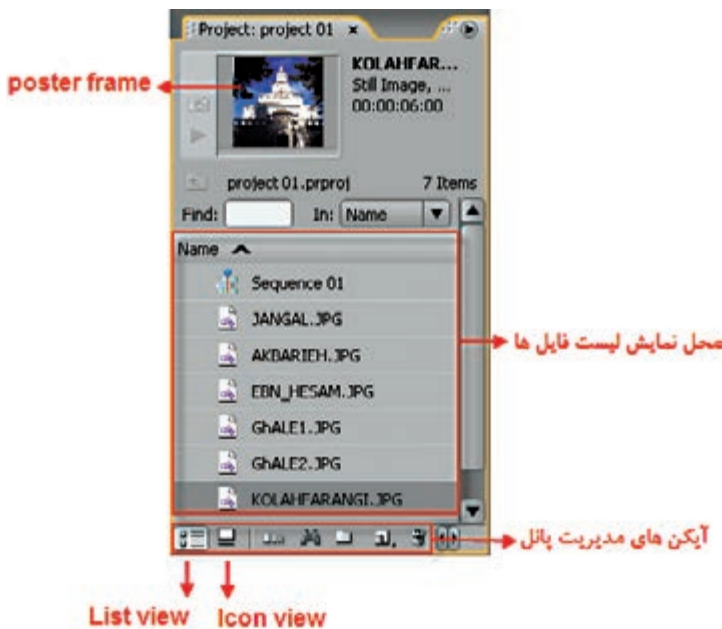 Project: project 01 x
poster frame
KOLAHFAR...
Still Image, ...
00:00:06:00
project 01.prproj 7 Items
Find: In: Name
Name
Sequence 01
JANGAL.JPG
AKBARIEH.JPG
EBN_HESAM.JPG
GhALE1.JPG
GhALE2.JPG
KOLAHFARANGI.JPG
محل نمایش لیست فایل ها
آیکن های مدیریت پانل
List view Icon view